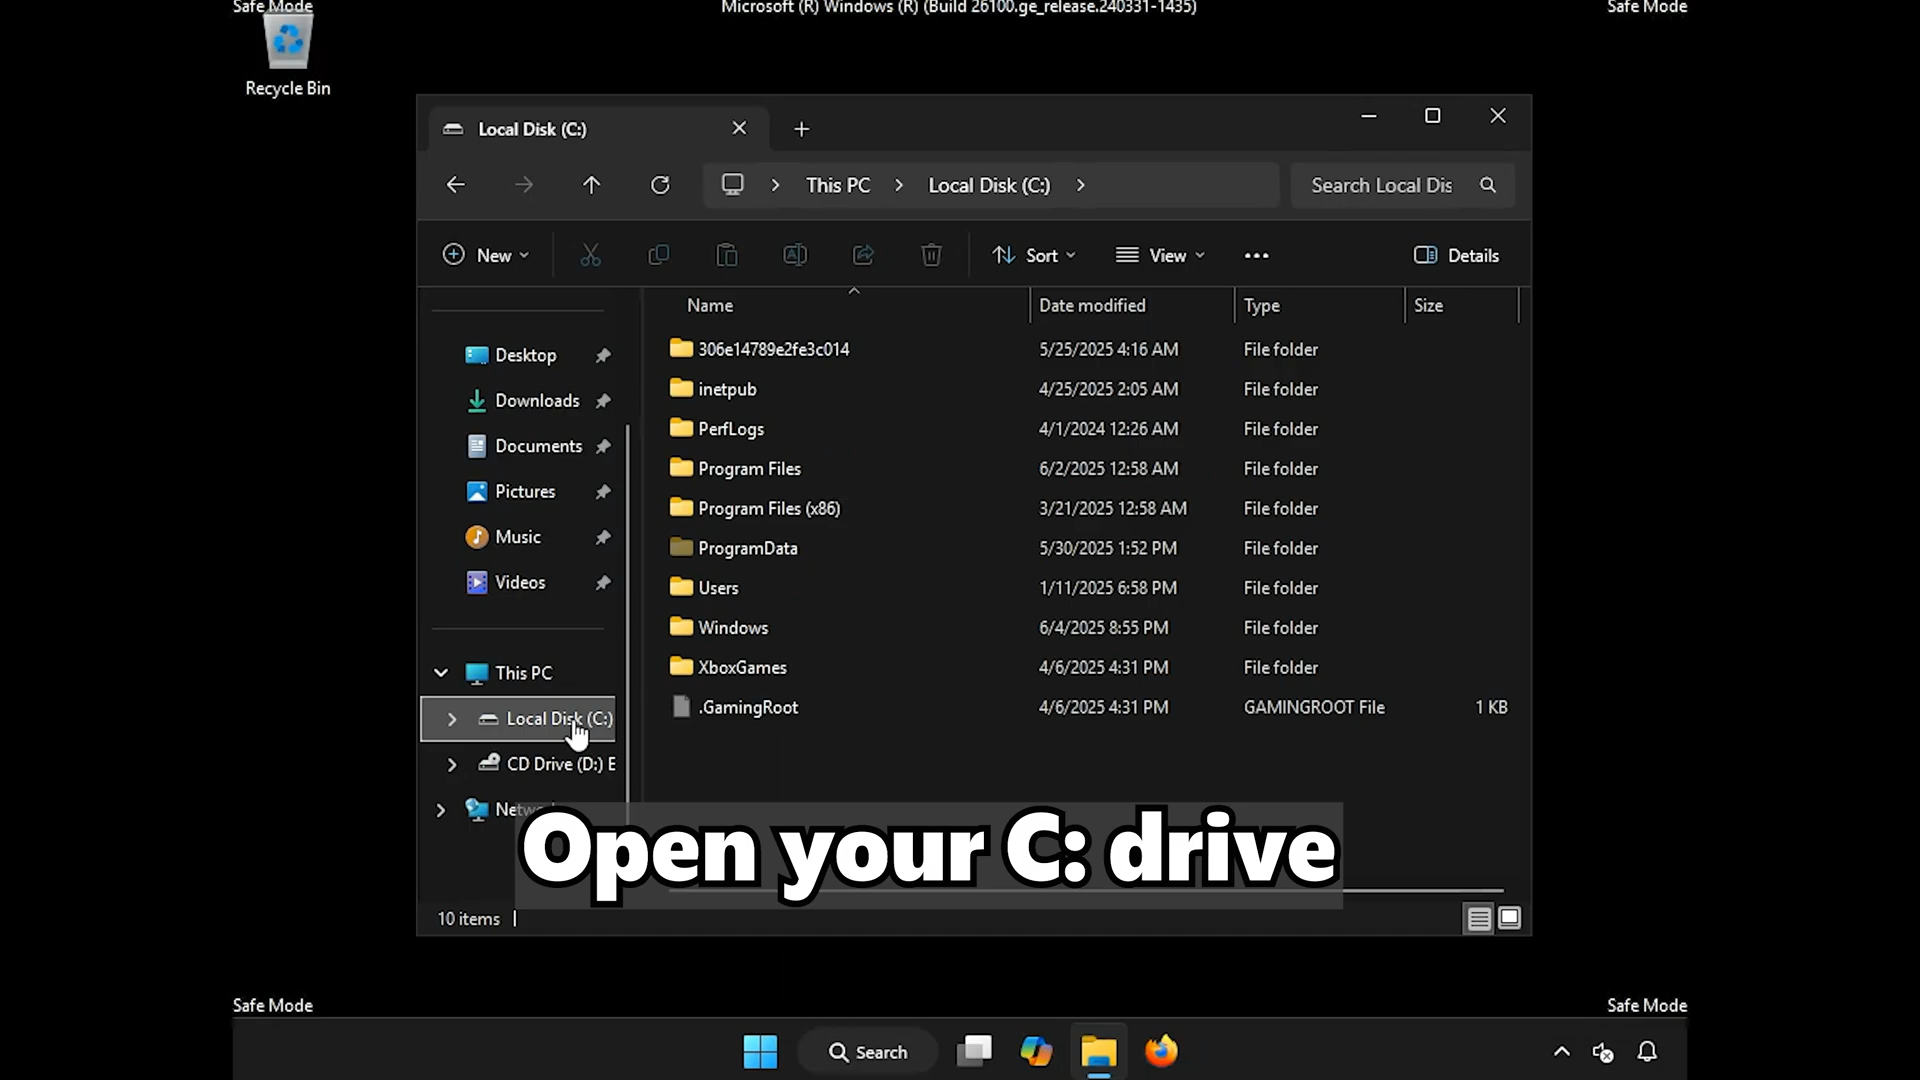 Safe Mode
Microsoft (R) Windows (R) (Build 26100.ge_release.240331-1435)
Safe Mode
Recycle Bin
Local Disk (C:)
This PC
Local Disk (C:)
Search Local Dis
New
Sort
View
Details
Name
Date modified
Type
Size
Desktop
Downloads
Documents
Pictures
Music
Videos
This PC
Local Disk (C:)
CD Drive (D:) E
306e14789e2fe3c014 5/25/2025 4:16 AM File folder
inetpub 4/25/2025 2:05 AM File folder
PerfLogs 4/1/2024 12:26 AM File folder
Program Files 6/2/2025 12:58 AM File folder
Program Files (x86) 3/21/2025 12:58 AM File folder
ProgramData 5/30/2025 1:52 PM File folder
Users 1/11/2025 6:58 PM File folder
Windows 6/4/2025 8:55 PM File folder
XboxGames 4/6/2025 4:31 PM File folder
.GamingRoot 4/6/2025 4:31 PM GAMINGROOT File 1 KB
Open your C: drive
10 items
Safe Mode
Safe Mode
Search